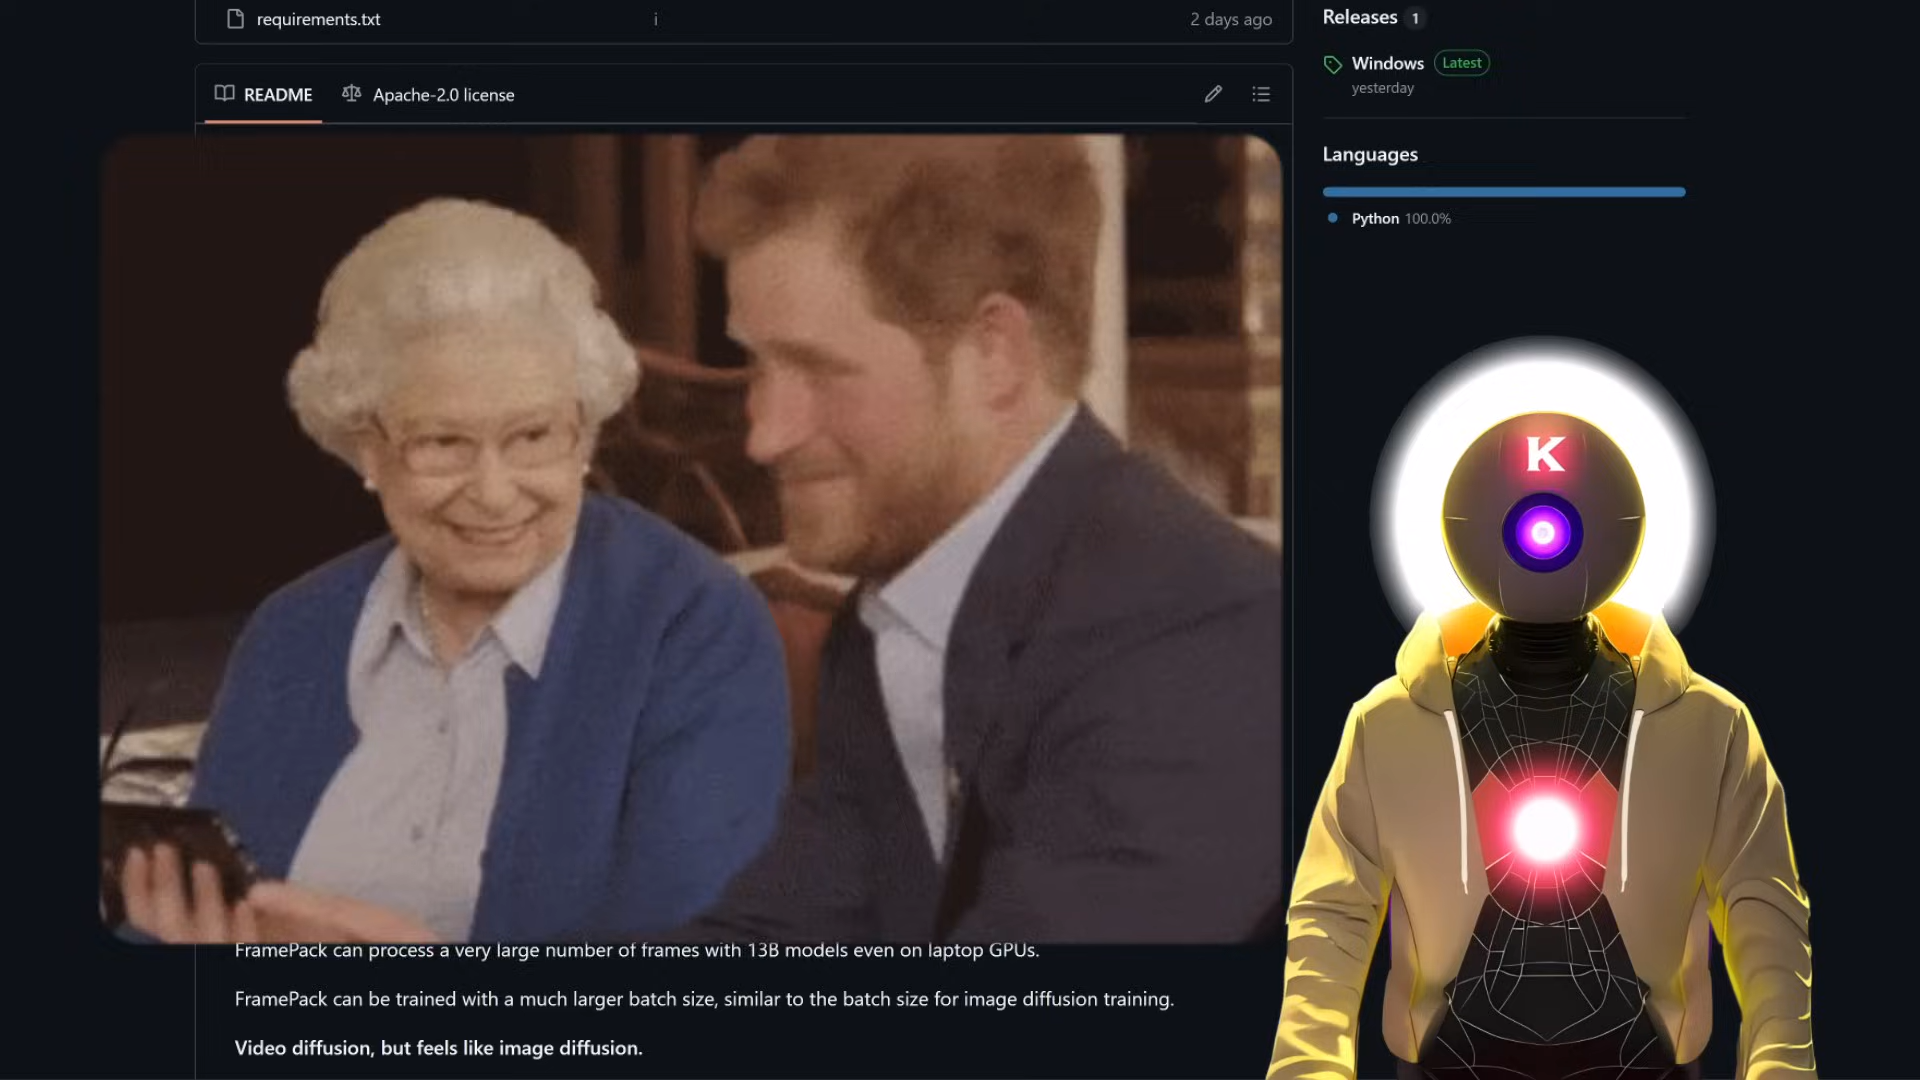 requirements.txt
i
2 days ago
Releases 1
Windows Latest
yesterday
README
Apache-2.0 license
Languages
Python 100.0%
K
FramePack can process a very large number of frames with 13B models even on laptop GPUs.
FramePack can be trained with a much larger batch size, similar to the batch size for image diffusion training.
Video diffusion, but feels like image diffusion.